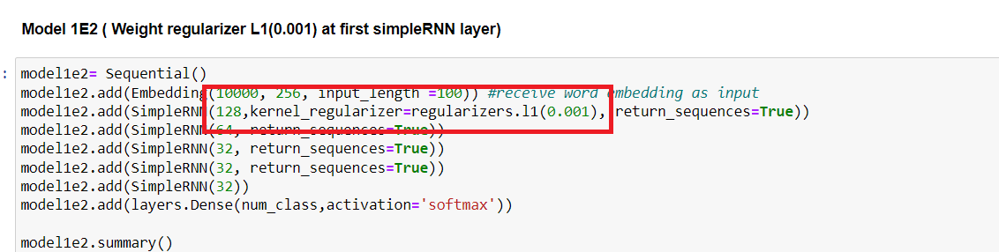 Model 1E2 ( Weight regularizer L1(0.001) at first simpleRNN layer)
: model1e2= Sequential()
model1e2.add(Embedding(10000, 256, input_length =100)) #receive word embedding as input
model1e2.add(SimpleRNN(128,kernel_regularizer=regularizers.l1(0.001), return_sequences=True))
model1e2.add(SimpleRNN(64, return_sequences=True))
model1e2.add(SimpleRNN(32, return_sequences=True))
model1e2.add(SimpleRNN(32, return_sequences=True))
model1e2.add(SimpleRNN(32))
model1e2.add(layers.Dense(num_class,activation='softmax'))
model1e2.summary()